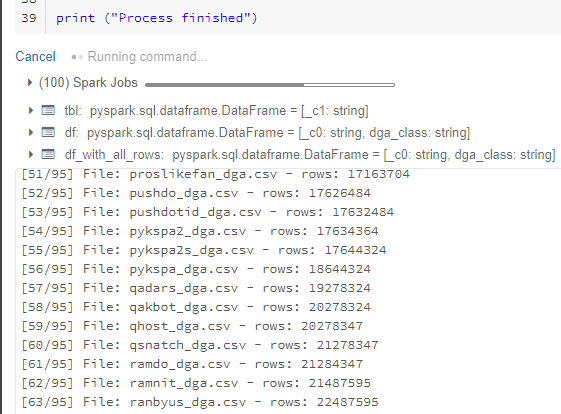 39 print ("Process finished")
Cancel Running command...
(100) Spark Jobs
tbl: pyspark.sql.dataframe.DataFrame = [_c1: string]
df: pyspark.sql.dataframe.DataFrame = [_c0: string, dga_class: string]
df_with_all_rows: pyspark.sql.dataframe.DataFrame = [_c0: string, dga_class: string]
[51/95] File: proslikefan_dga.csv - rows: 17163704
[52/95] File: pushdo_dga.csv - rows: 17626484
[53/95] File: pushdotid_dga.csv - rows: 17632484
[54/95] File: pykspa2_dga.csv - rows: 17634364
[55/95] File: pykspa2s_dga.csv - rows: 17644324
[56/95] File: pykspa_dga.csv - rows: 18644324
[57/95] File: qadars_dga.csv - rows: 19278324
[58/95] File: qakbot_dga.csv - rows: 20278324
[59/95] File: qhost_dga.csv - rows: 20278347
[60/95] File: qsnatch_dga.csv - rows: 21278347
[61/95] File: ramdo_dga.csv - rows: 21284347
[62/95] File: ramnit_dga.csv - rows: 21487595
[63/95] File: ranbyus_dga.csv - rows: 22487595